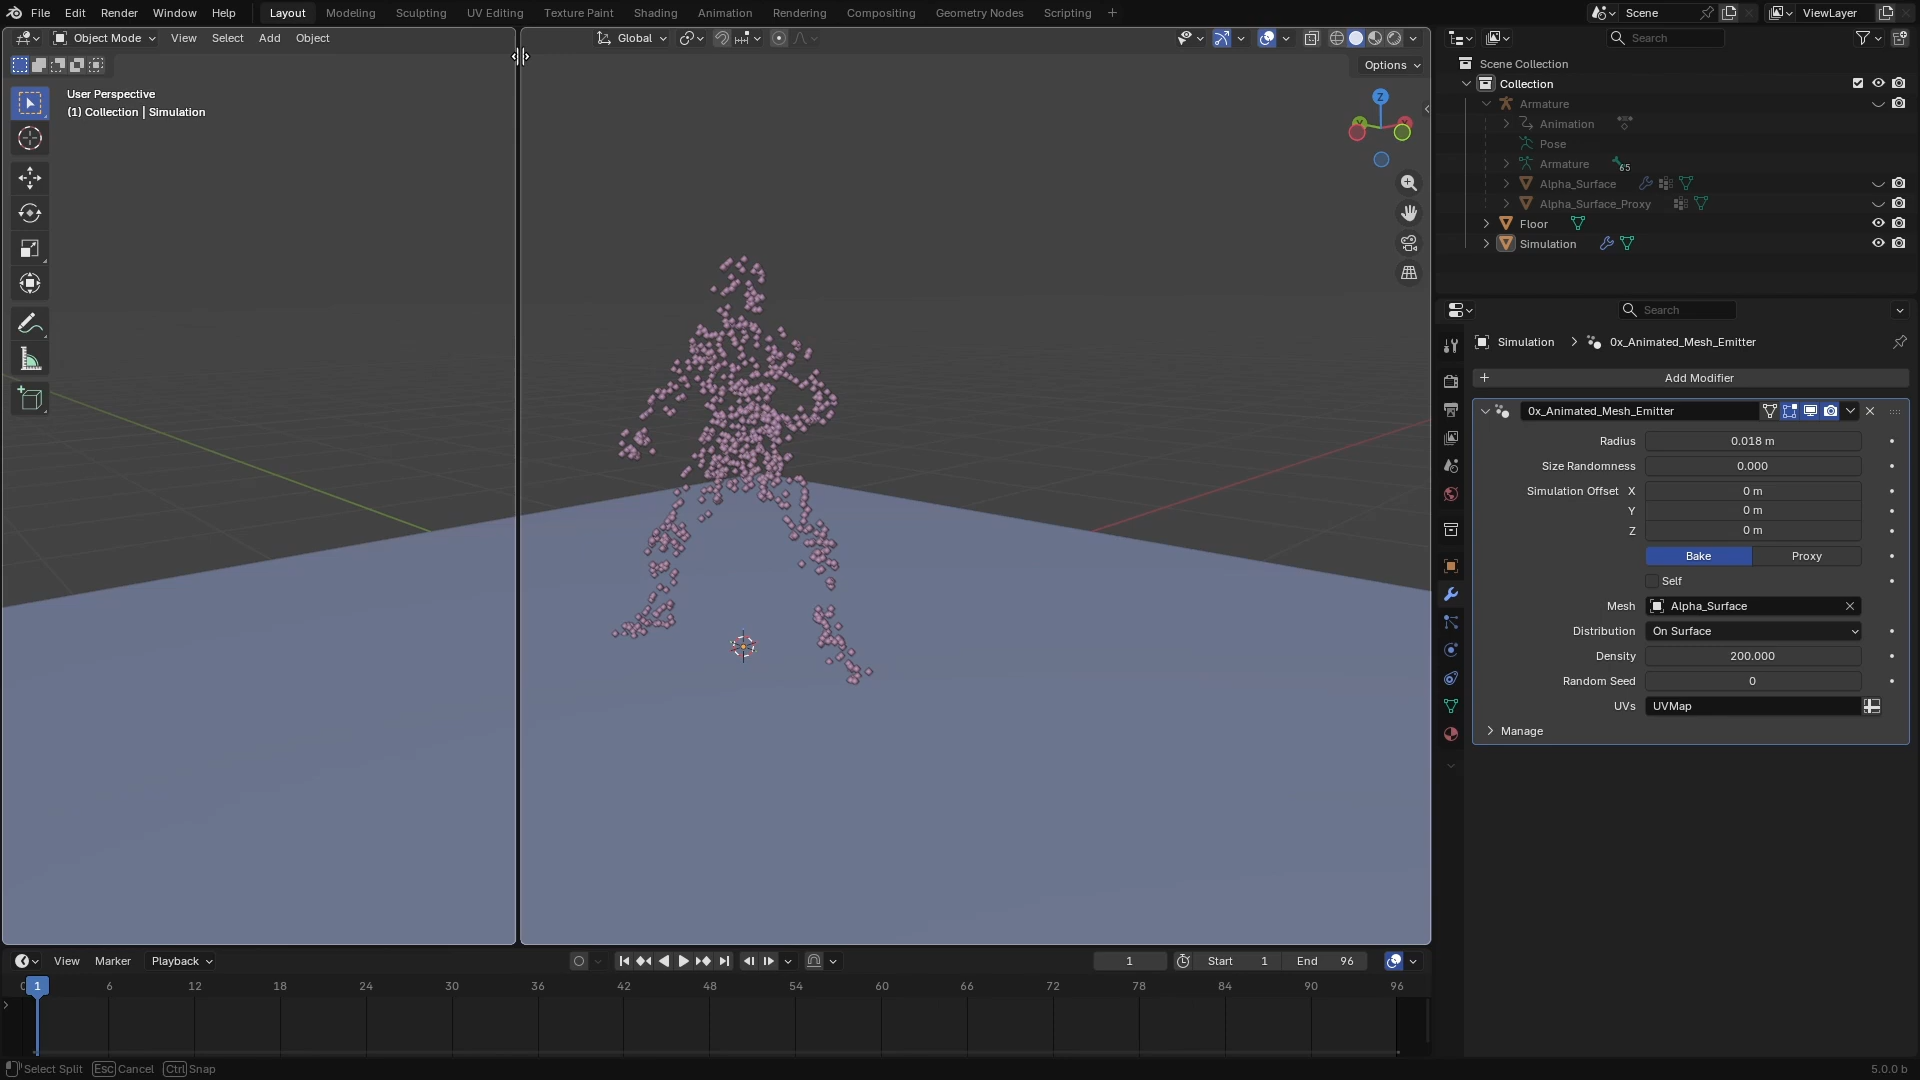 File Edit Render Window Help
Layout Modeling Sculpting UV Editing Texture Paint Shading Animation Rendering Compositing Geometry Nodes Scripting +
Scene
ViewLayer
Object Mode View Select Add Object
Global
Options
User Perspective
(1) Collection | Simulation
Z
Search
Scene Collection
Collection
Armature
Animation
Pose
Armature 65
Alpha_Surface
Alpha_Surface_Proxy
Floor
Simulation
Search
Simulation > 0x_Animated_Mesh_Emitter
+ Add Modifier
0x_Animated_Mesh_Emitter
Radius 0.018 m
Size Randomness 0.000
Simulation Offset X 0 m
Y 0 m
Z 0 m
Bake Proxy
Self
Mesh Alpha_Surface
Distribution On Surface
Density 200.000
Random Seed 0
UVs UVMap
Manage
View Marker Playback
1 Start 1 End 96
0 1 6 12 18 24 30 36 42 48 54 60 66 72 78 84 90 96
Select Split Esc Cancel Ctrl Snap
5.0.0 b